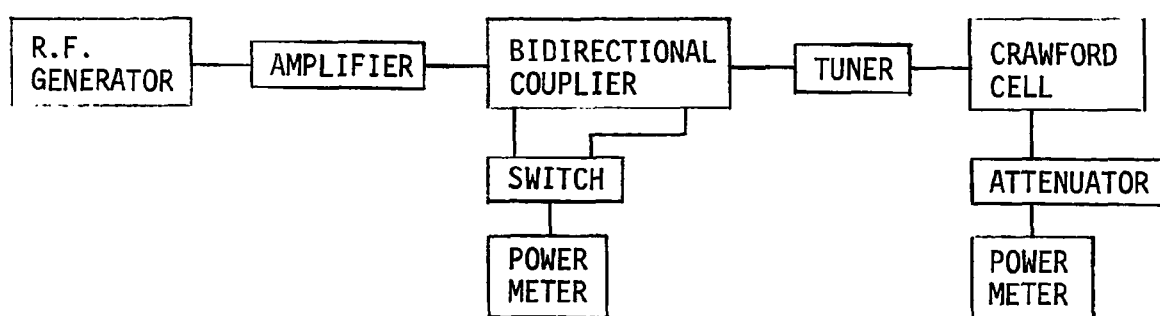 R.F.
GENERATOR
AMPLIFIER
BIDIRECTIONAL
COUPLIER
TUNER
CRAWFORD
CELL
SWITCH
ATTENUATOR
POWER
METER
POWER
METER